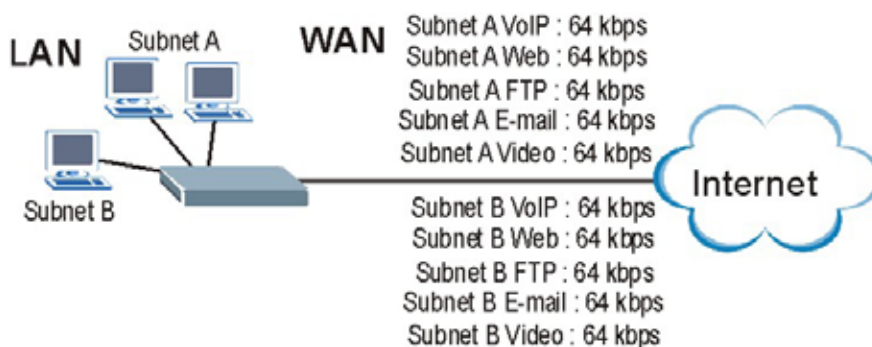 LAN
Subnet A
WAN
Subnet A VoIP : 64 kbps
Subnet A Web : 64 kbps
Subnet A FTP : 64 kbps
Subnet A E-mail : 64 kbps
Subnet A Video : 64 kbps
Internet
Subnet B
Subnet B VoIP : 64 kbps
Subnet B Web : 64 kbps
Subnet B FTP : 64 kbps
Subnet B E-mail : 64 kbps
Subnet B Video : 64 kbps